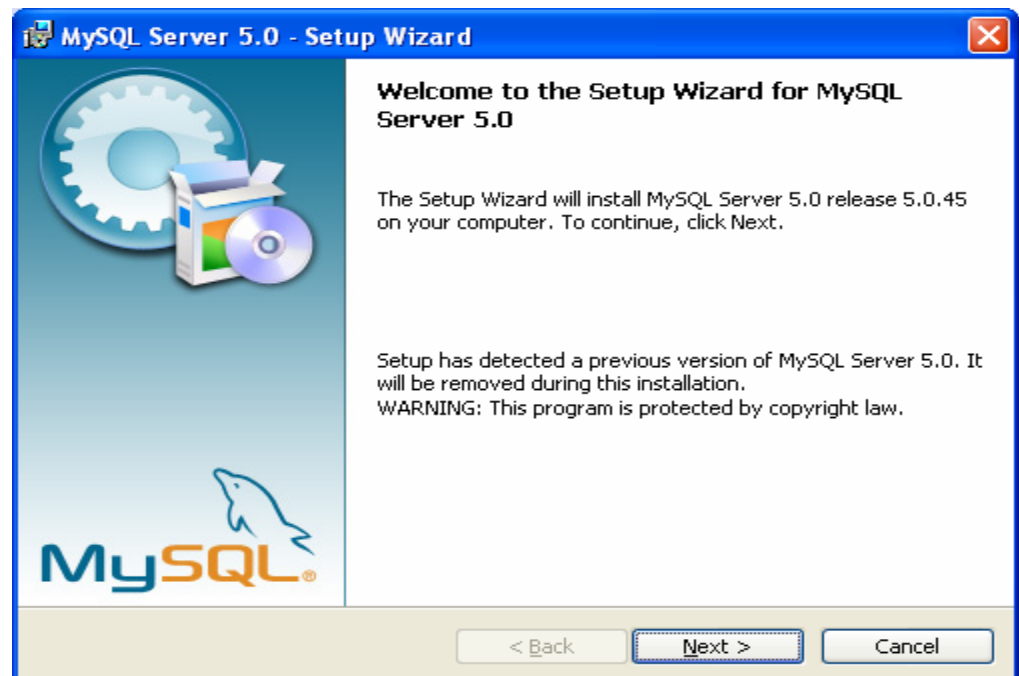 MySQL Server 5.0 - Setup Wizard
Welcome to the Setup Wizard for MySQL
Server 5.0
The Setup Wizard will install MySQL Server 5.0 release 5.0.45
on your computer. To continue, click Next.
Setup has detected a previous version of MySQL Server 5.0. It
will be removed during this installation.
WARNING: This program is protected by copyright law.
MySQL®
< Back
Next >
Cancel